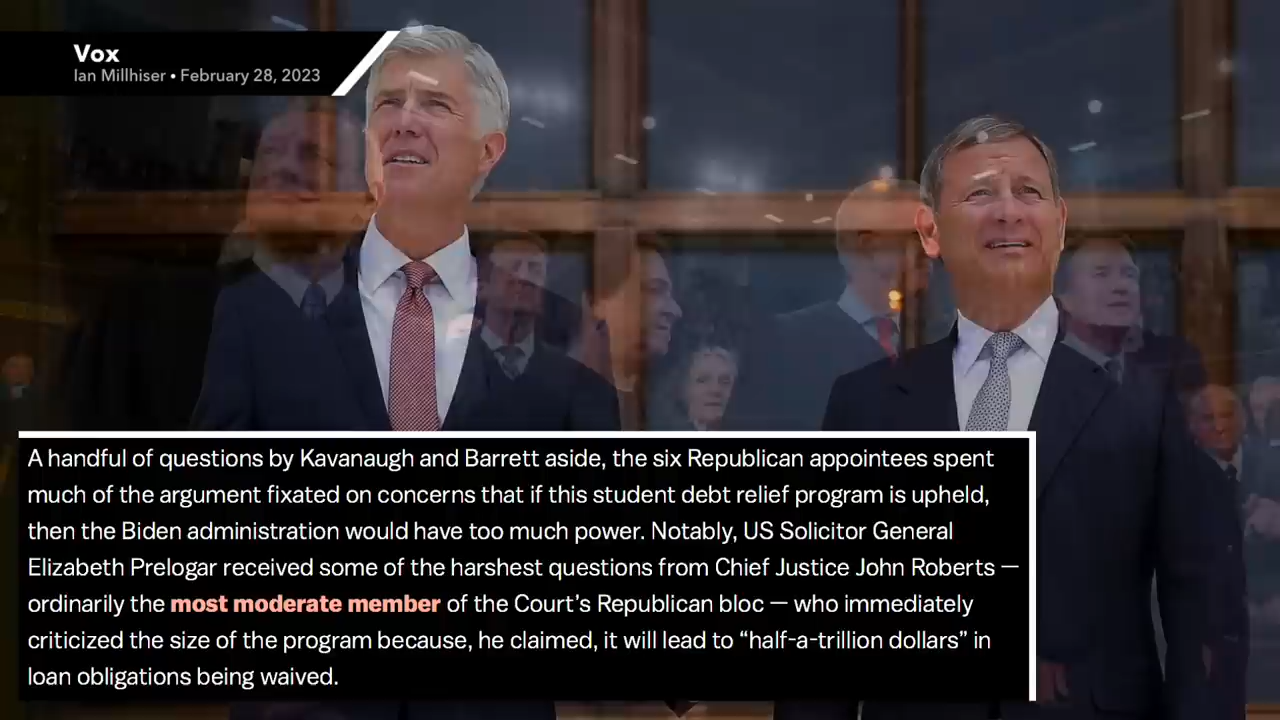 Vox
Ian Millhiser • February 28, 2023
A handful of questions by Kavanaugh and Barrett aside, the six Republican appointees spent
much of the argument fixated on concerns that if this student debt relief program is upheld,
then the Biden administration would have too much power. Notably, US Solicitor General
Elizabeth Prelogar received some of the harshest questions from Chief Justice John Roberts —
ordinarily the most moderate member of the Court’s Republican bloc — who immediately
criticized the size of the program because, he claimed, it will lead to “half-a-trillion dollars” in
loan obligations being waived.